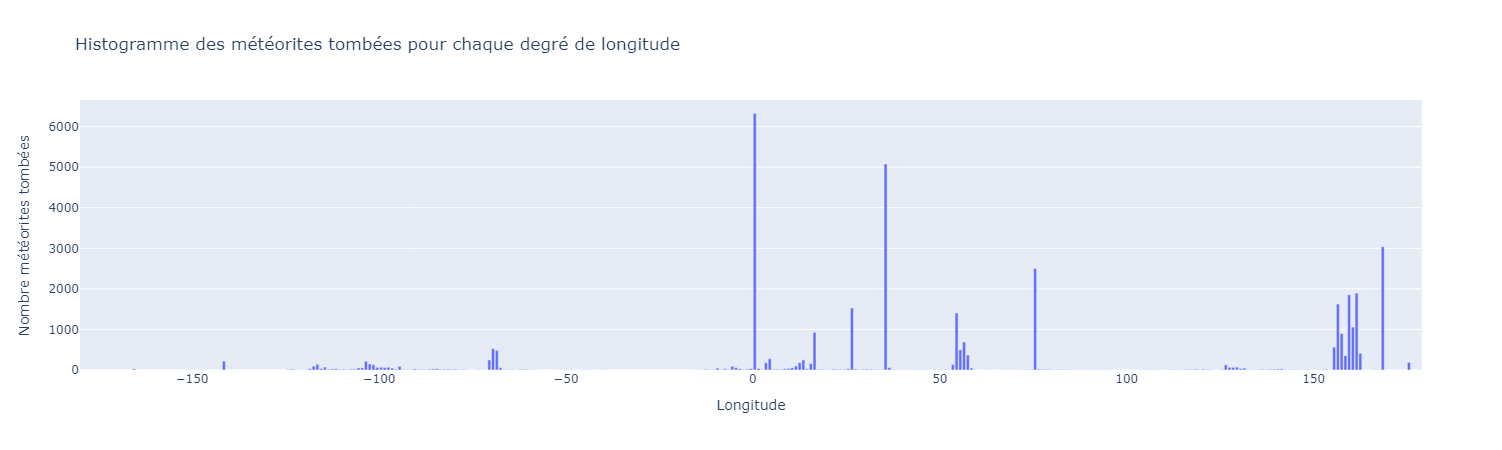 Histogramme des météorites tombées pour chaque degré de longitude
Nombre météorites tombées
6000
5000
4000
3000
2000
1000
0
−150 −100 −50 0 50 100 150
Longitude